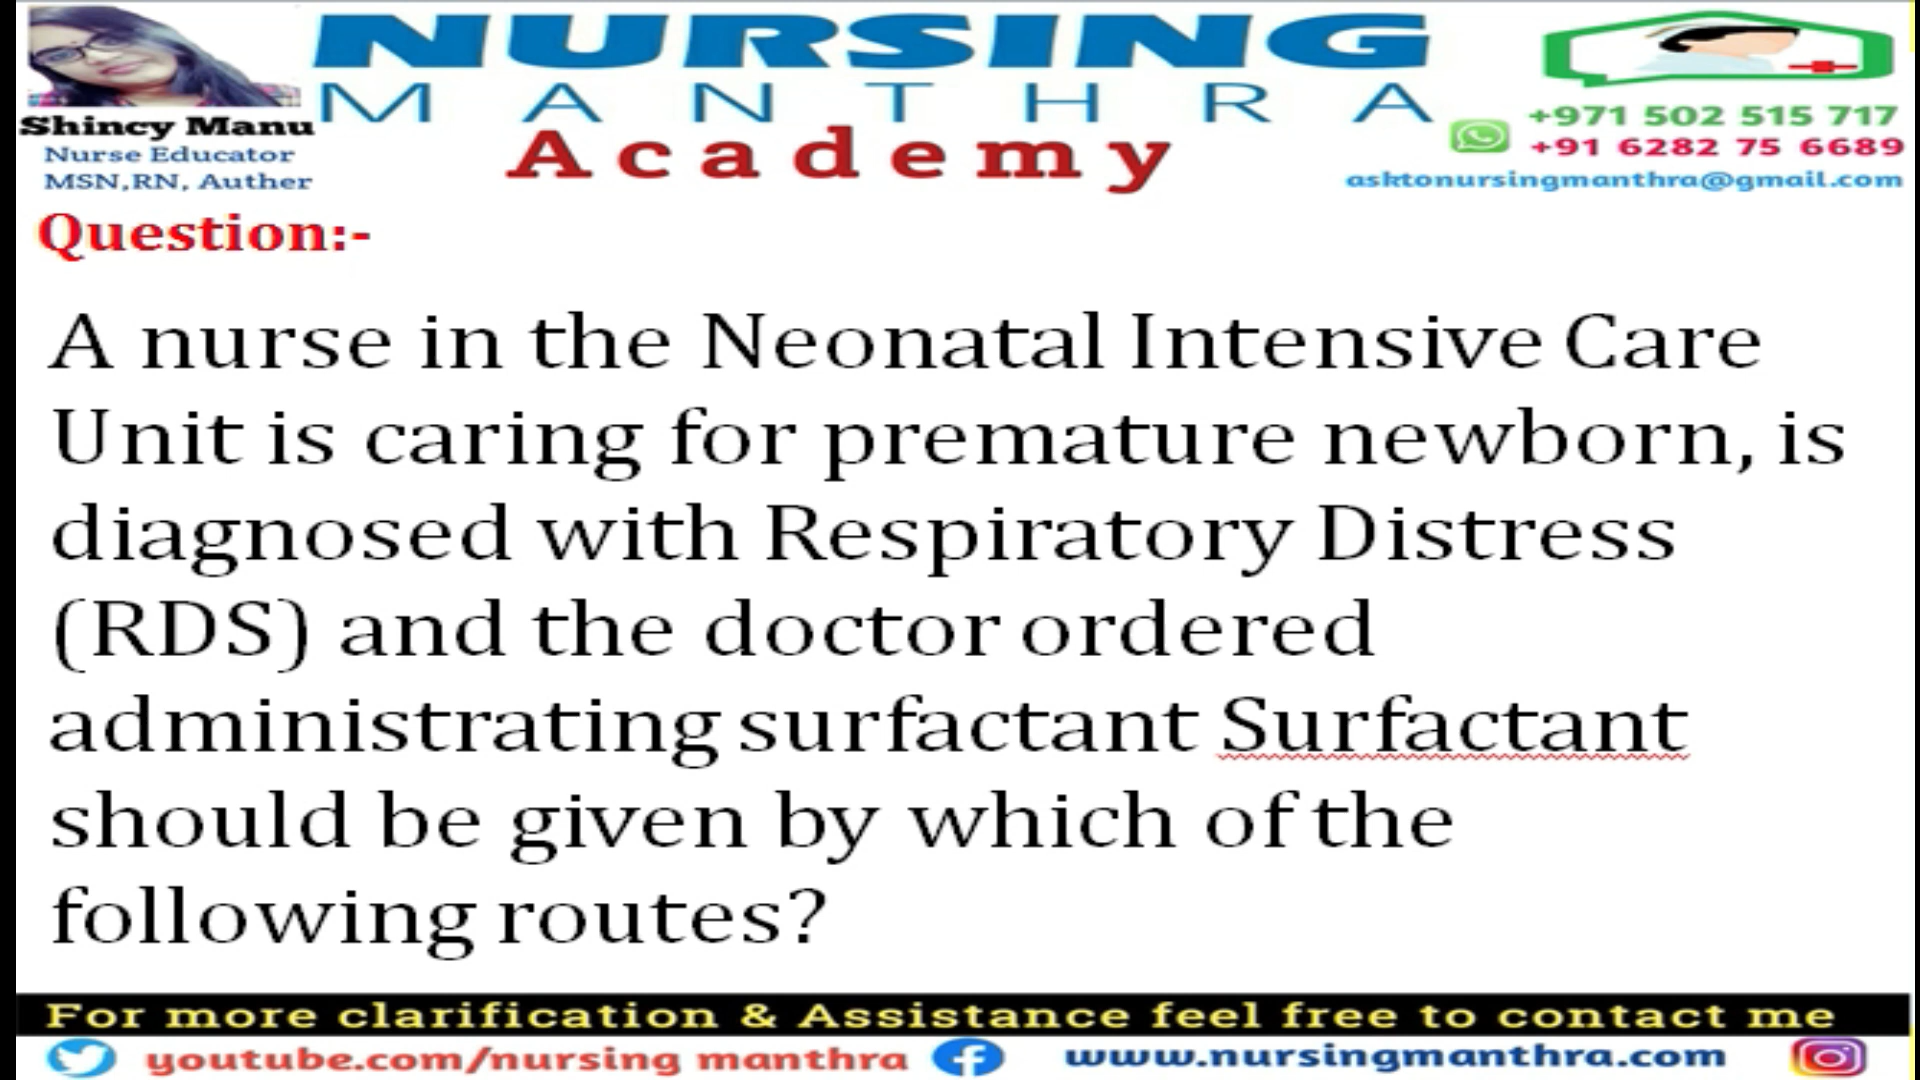 NURSING
MANTHRA
Academy
Shincy Manu
Nurse Educator
MSN,RN, Auther
+971 502 515 717
+91 6282 75 6689
asktonursingmanthra@gmail.com
Question:-
A nurse in the Neonatal Intensive Care
Unit is caring for premature newborn, is
diagnosed with Respiratory Distress
(RDS) and the doctor ordered
administrating surfactant Surfactant
should be given by which of the
following routes?
For more clarification & Assistance feel free to contact me
youtube.com/nursing manthra
www.nursingmanthra.com